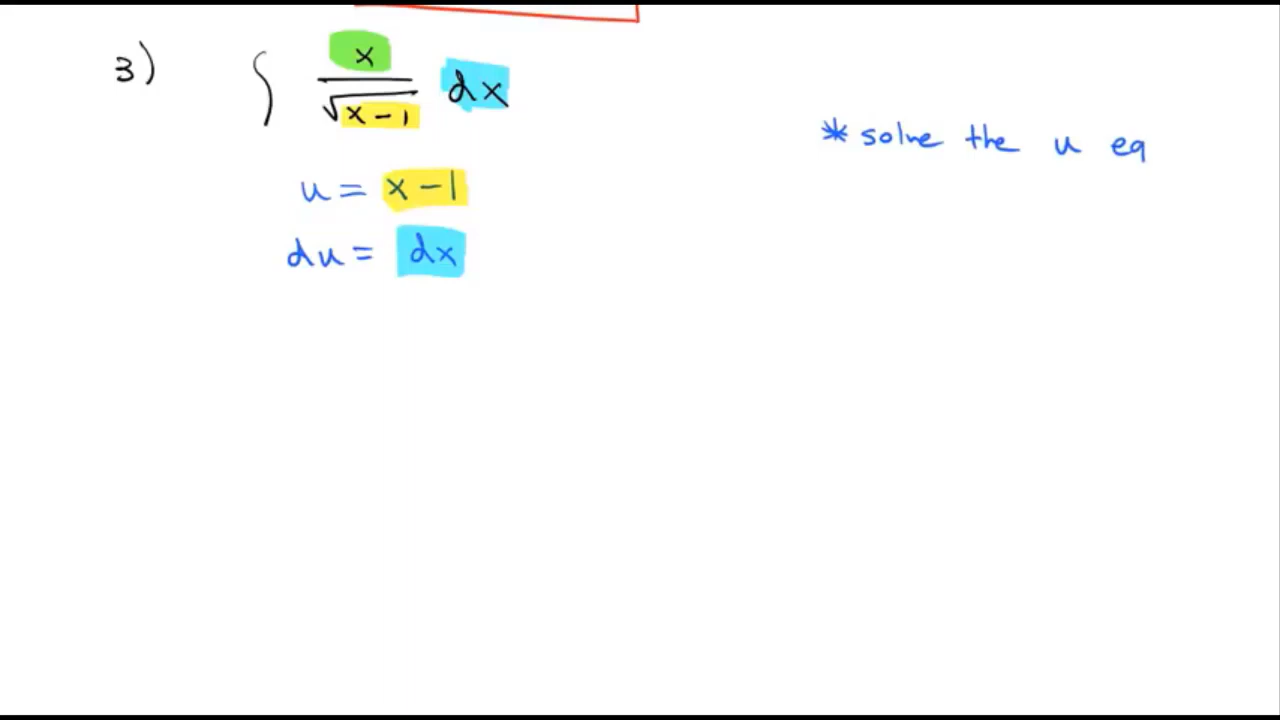 3) ∫ x / √(x-1) dx
* solve the u eq
u = x - 1
du = dx